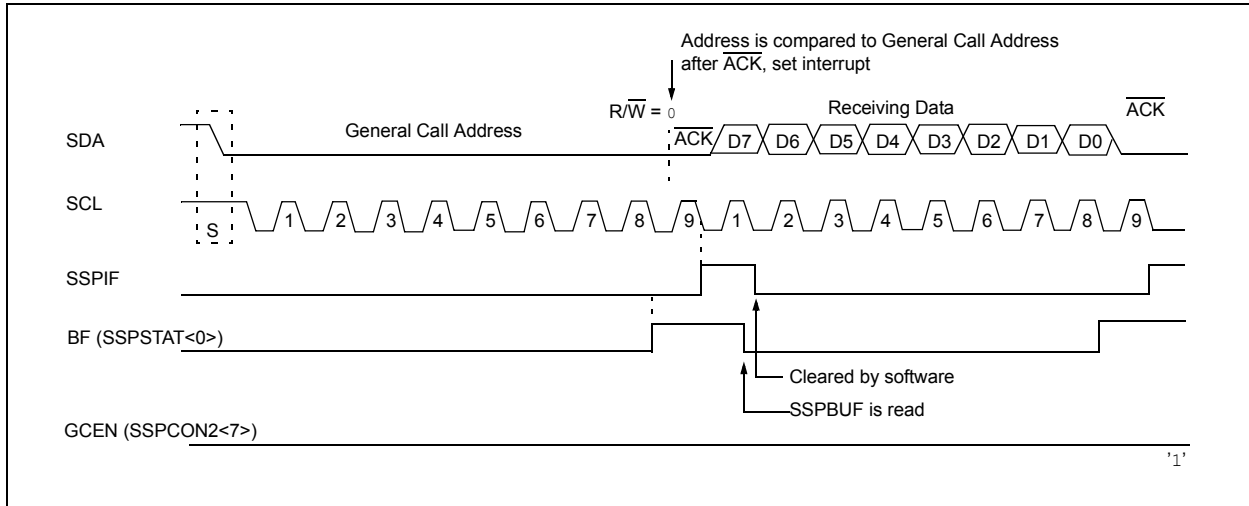 Address is compared to General Call Address
after ACK, set interrupt
R/W = 0
Receiving Data
ACK
SDA
General Call Address
ACK D7 D6 D5 D4 D3 D2 D1 D0
SCL
S
1 2 3 4 5 6 7 8 9 1 2 3 4 5 6 7 8 9
SSPIF
BF (SSPSTAT<0>)
Cleared by software
SSPBUF is read
GCEN (SSPCON2<7>)
'1'